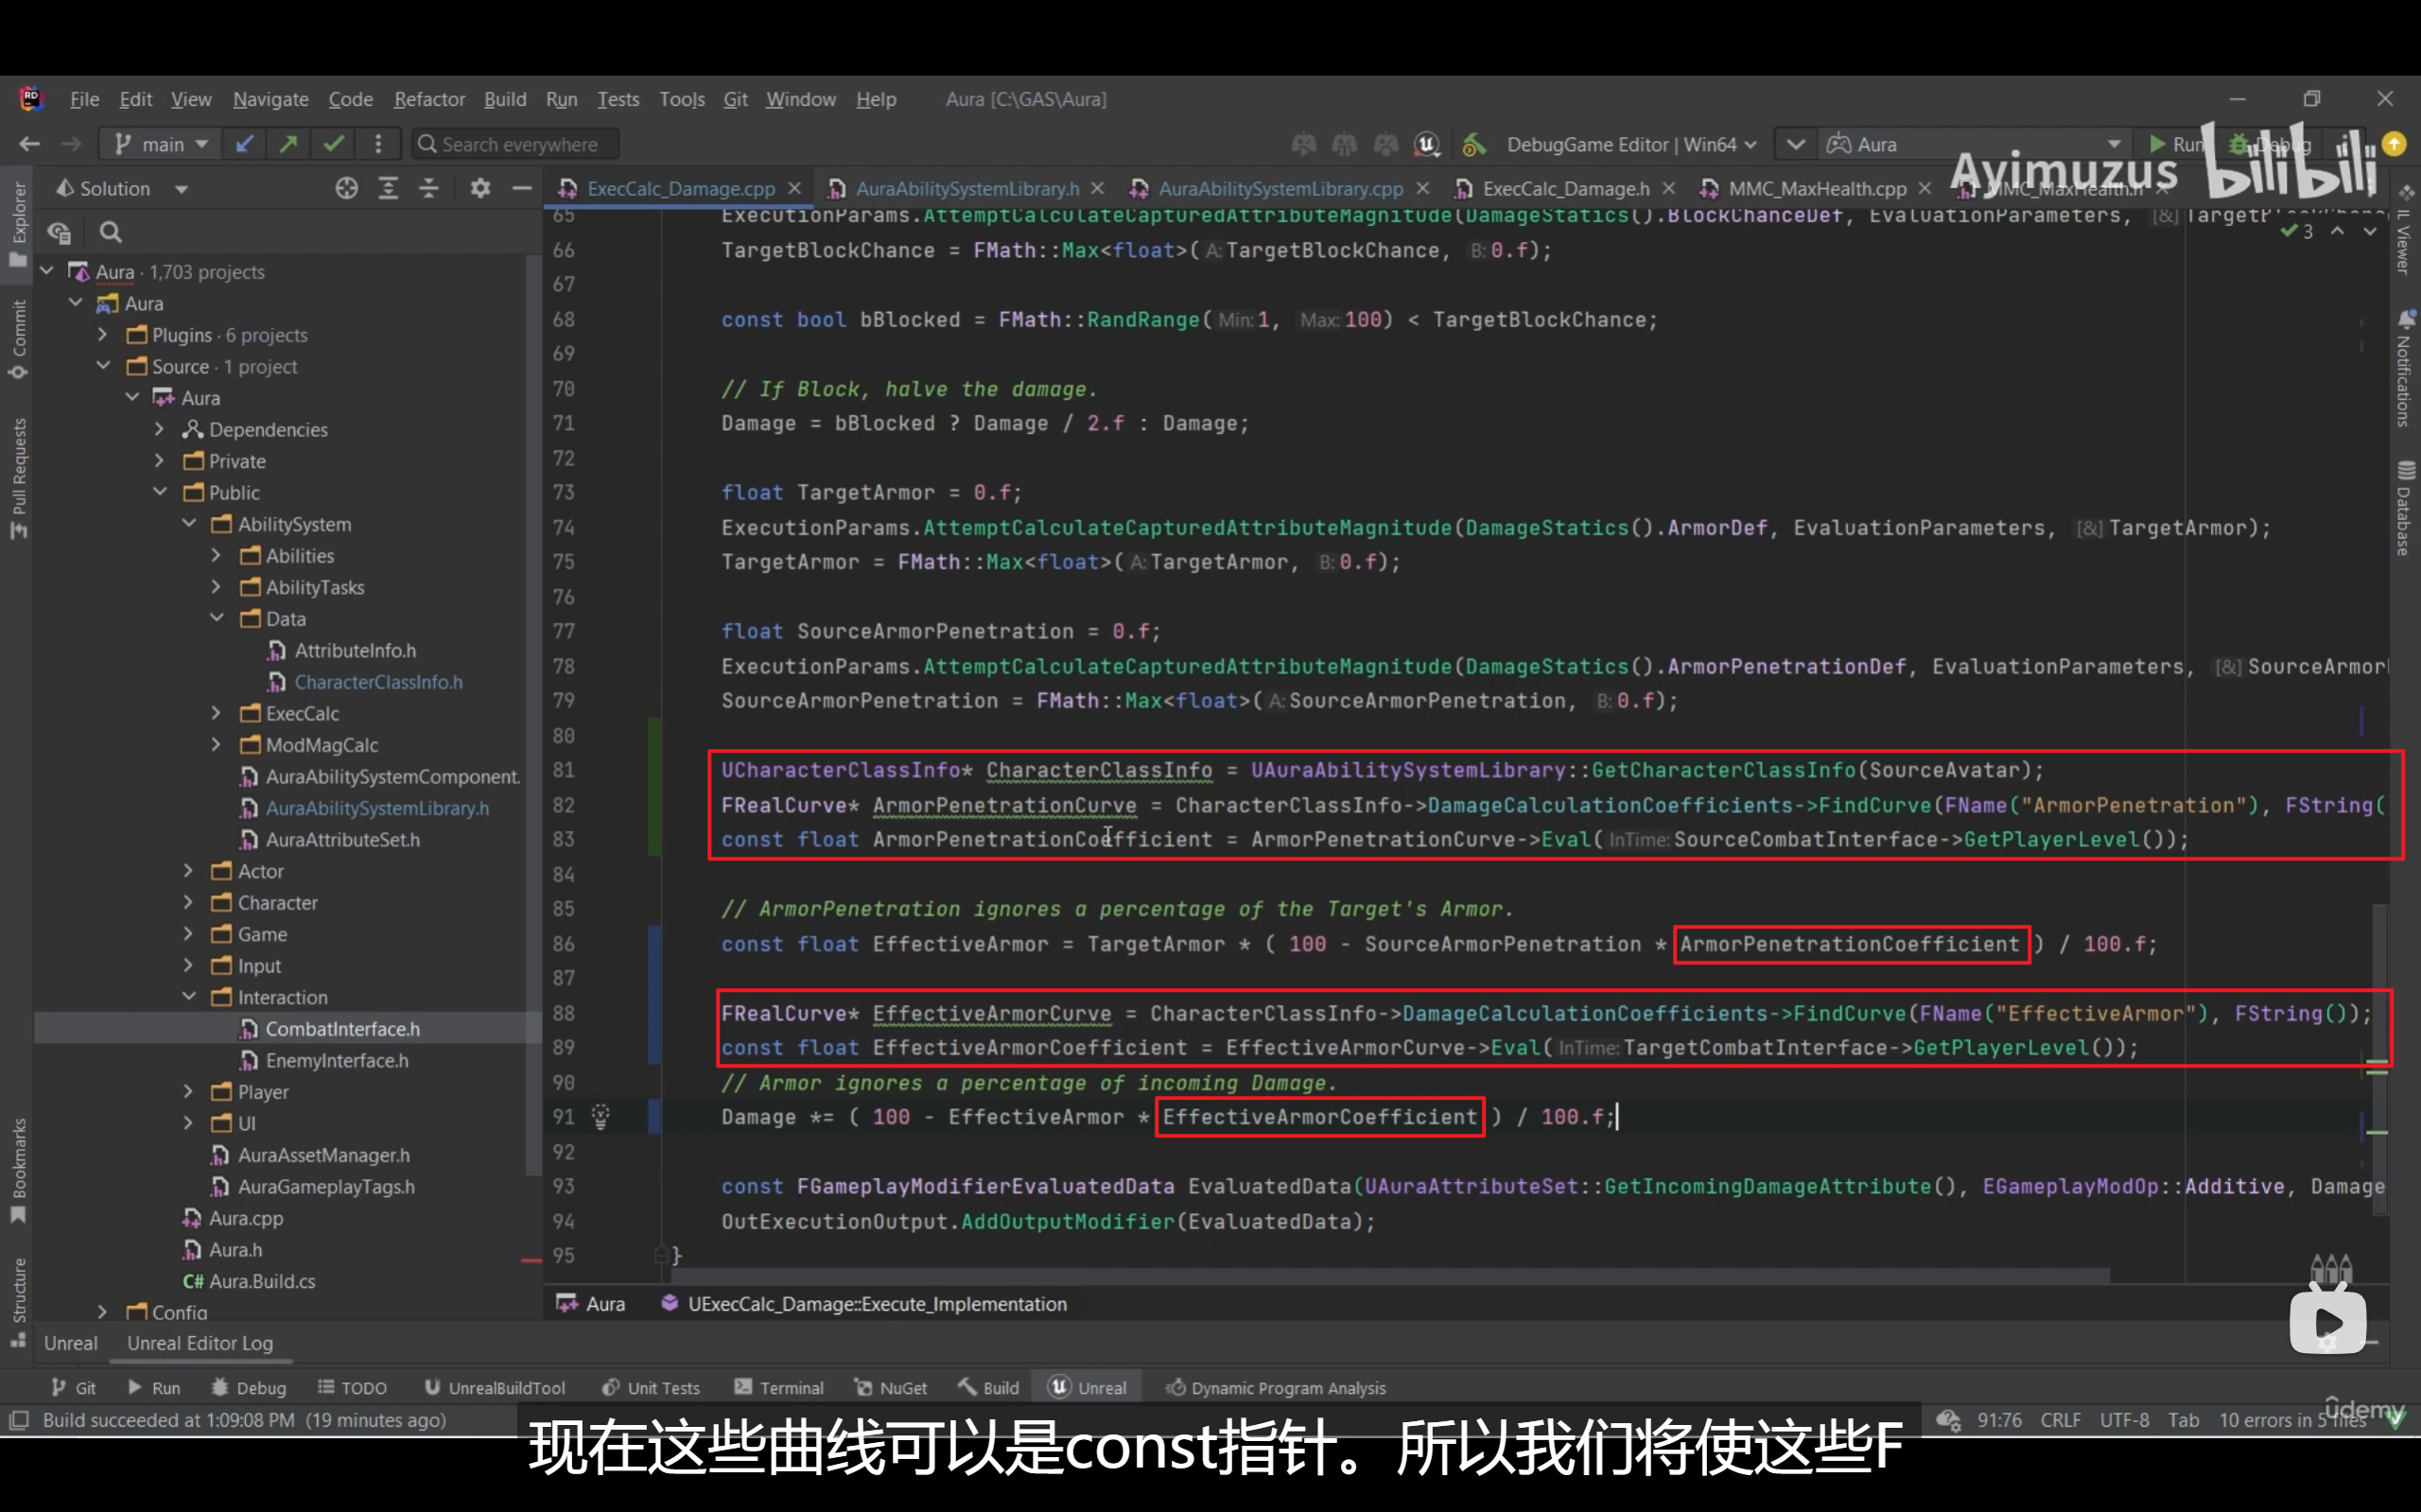 File Edit View Navigate Code Refactor Build Run Tests Tools Git Window Help Aura [C:\GAS\Aura]
main Search everywhere DebugGame Editor | Win64 Aura Run Debug
Ayimuzus bilibili
Solution ExecCalc_Damage.cpp AuraAbilitySystemLibrary.h AuraAbilitySystemLibrary.cpp ExecCalc_Damage.h MMC_MaxHealth.cpp MMC_MaxHealth.h
Explorer
Commit
Pull Requests
Bookmarks
Structure
Aura · 1,703 projects
Aura
Plugins · 6 projects
Source · 1 project
Aura
Dependencies
Private
Public
AbilitySystem
Abilities
AbilityTasks
Data
AttributeInfo.h
CharacterClassInfo.h
ExecCalc
ModMagCalc
AuraAbilitySystemComponent.
AuraAbilitySystemLibrary.h
AuraAttributeSet.h
Actor
Character
Game
Input
Interaction
CombatInterface.h
EnemyInterface.h
Player
UI
AuraAssetManager.h
AuraGameplayTags.h
Aura.cpp
Aura.h
C# Aura.Build.cs
Config
65 ExecutionParams.AttemptCalculateCapturedAttributeMagnitude(DamageStatics().BlockChanceDef, EvaluationParameters, [&]
3
66 TargetBlockChance = FMath::Max<float>( A: TargetBlockChance, B: 0.f);
67
68 const bool bBlocked = FMath::RandRange( Min: 1, Max: 100) < TargetBlockChance;
69
70 // If Block, halve the damage.
71 Damage = bBlocked ? Damage / 2.f : Damage;
72
73 float TargetArmor = 0.f;
74 ExecutionParams.AttemptCalculateCapturedAttributeMagnitude(DamageStatics().ArmorDef, EvaluationParameters, [&] TargetArmor);
75 TargetArmor = FMath::Max<float>( A: TargetArmor, B: 0.f);
76
77 float SourceArmorPenetration = 0.f;
78 ExecutionParams.AttemptCalculateCapturedAttributeMagnitude(DamageStatics().ArmorPenetrationDef, EvaluationParameters, [&] SourceArmor
79 SourceArmorPenetration = FMath::Max<float>( A: SourceArmorPenetration, B: 0.f);
80
81 UCharacterClassInfo* CharacterClassInfo = UAuraAbilitySystemLibrary::GetCharacterClassInfo(SourceAvatar);
82 FRealCurve* ArmorPenetrationCurve = CharacterClassInfo->DamageCalculationCoefficients->FindCurve(FName("ArmorPenetration"), FString(
83 const float ArmorPenetrationCoefficient = ArmorPenetrationCurve->Eval( InTime: SourceCombatInterface->GetPlayerLevel());
84
85 // ArmorPenetration ignores a percentage of the Target's Armor.
86 const float EffectiveArmor = TargetArmor * ( 100 - SourceArmorPenetration * ArmorPenetrationCoefficient ) / 100.f;
87
88 FRealCurve* EffectiveArmorCurve = CharacterClassInfo->DamageCalculationCoefficients->FindCurve(FName("EffectiveArmor"), FString());
89 const float EffectiveArmorCoefficient = EffectiveArmorCurve->Eval( InTime: TargetCombatInterface->GetPlayerLevel());
90 // Armor ignores a percentage of incoming Damage.
91 Damage *= ( 100 - EffectiveArmor * EffectiveArmorCoefficient ) / 100.f;
92
93 const FGameplayModifierEvaluatedData EvaluatedData(UAuraAttributeSet::GetIncomingDamageAttribute(), EGameplayModOp::Additive, Damage
94 OutExecutionOutput.AddOutputModifier(EvaluatedData);
95 }
IL Viewer
Notifications
Database
Aura UExecCalc_Damage::Execute_Implementation
Unreal Unreal Editor Log
Git Run Debug TODO UnrealBuildTool Unit Tests Terminal NuGet Build Unreal Dynamic Program Analysis
Build succeeded at 1:09:08 PM (19 minutes ago) 91:76 CRLF UTF-8 Tab 10 errors in 5 files
udemy
现在这些曲线可以是const指针。所以我们将使这些F